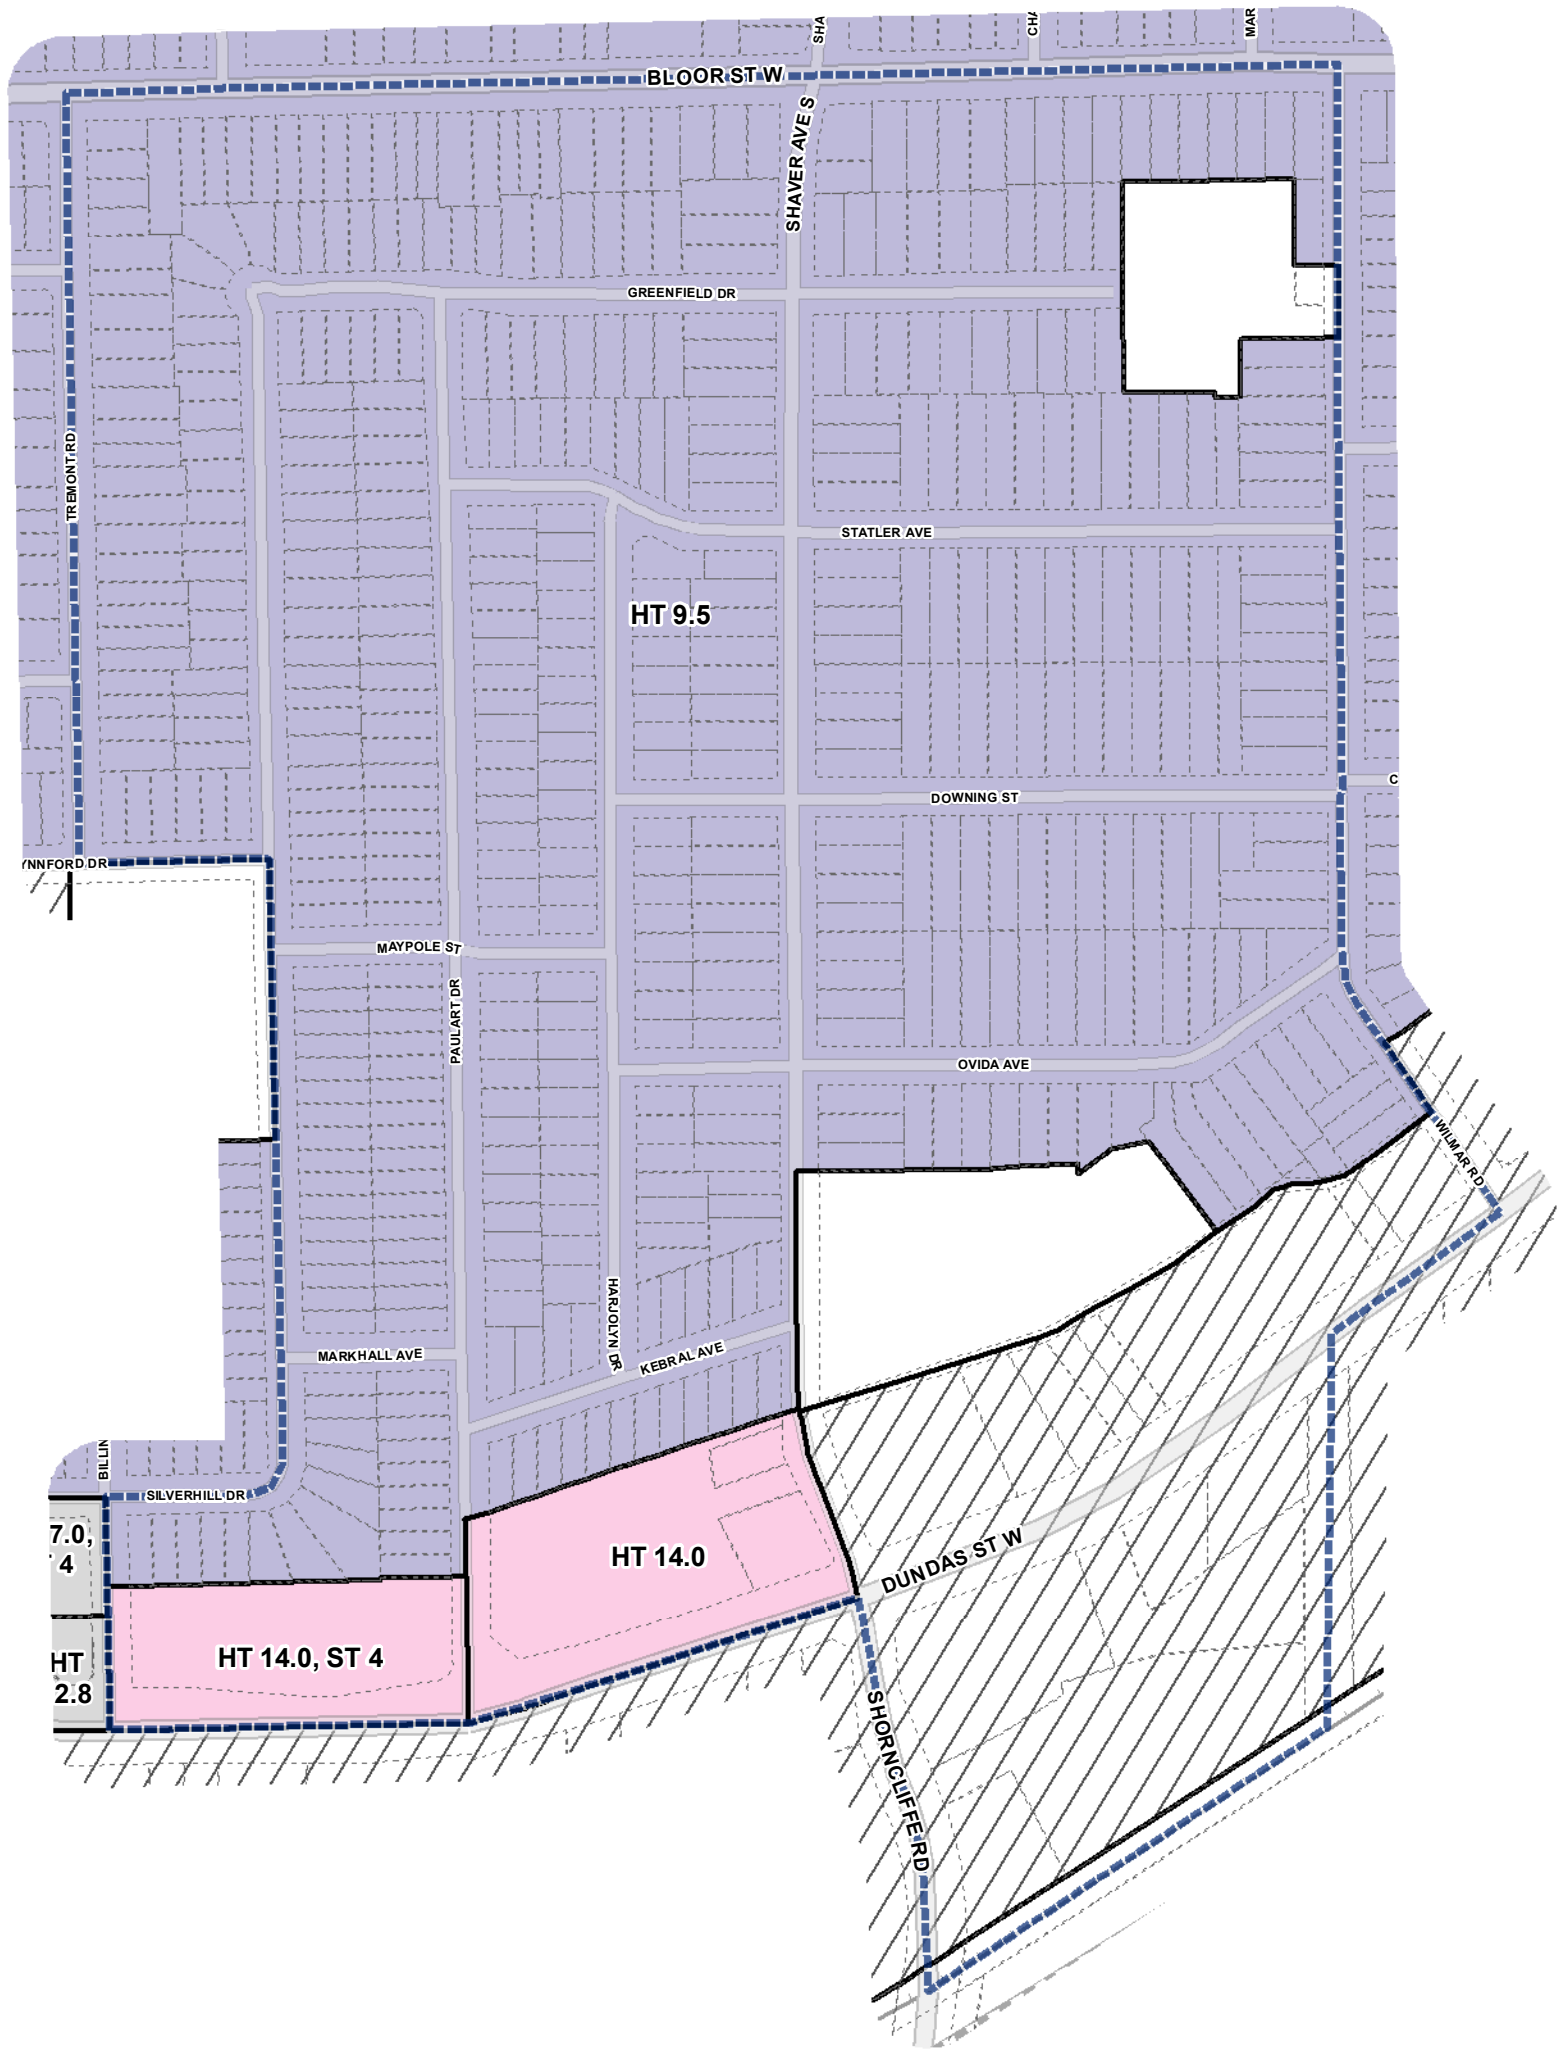 SHA
CHA
MAR
BLOOR ST W
SHAVER AVE S
GREENFIELD DR
TREMONT RD
STATLER AVE
HT 9.5
C
DOWNING ST
YNNFORD DR
MAYPOLE ST
PAULART DR
OVIDA AVE
WILMAR RD
HARJOLYN DR
KEBRAL AVE
MARKHALL AVE
BILLIN
SILVERHILL DR
7.0,
4
HT 14.0
DUNDAS ST W
HT 14.0, ST 4
HT
2.8
SHORNCLIFFE RD